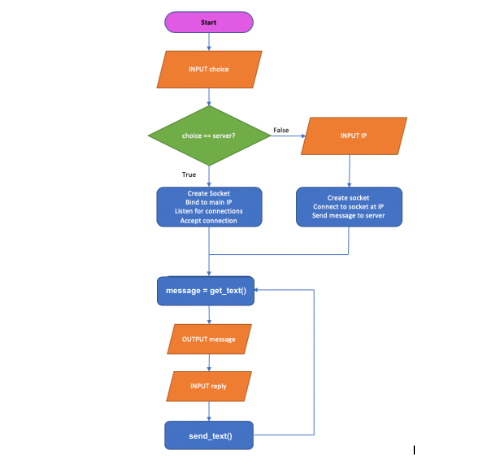 Start
INPUT choice
choice == server?
False
INPUT IP
True
Create Socket
Bind to main IP
Listen for connections
Accept connection
Create socket
Connect to socket at IP
Send message to server
message = get_text()
OUTPUT message
INPUT reply
send_text()